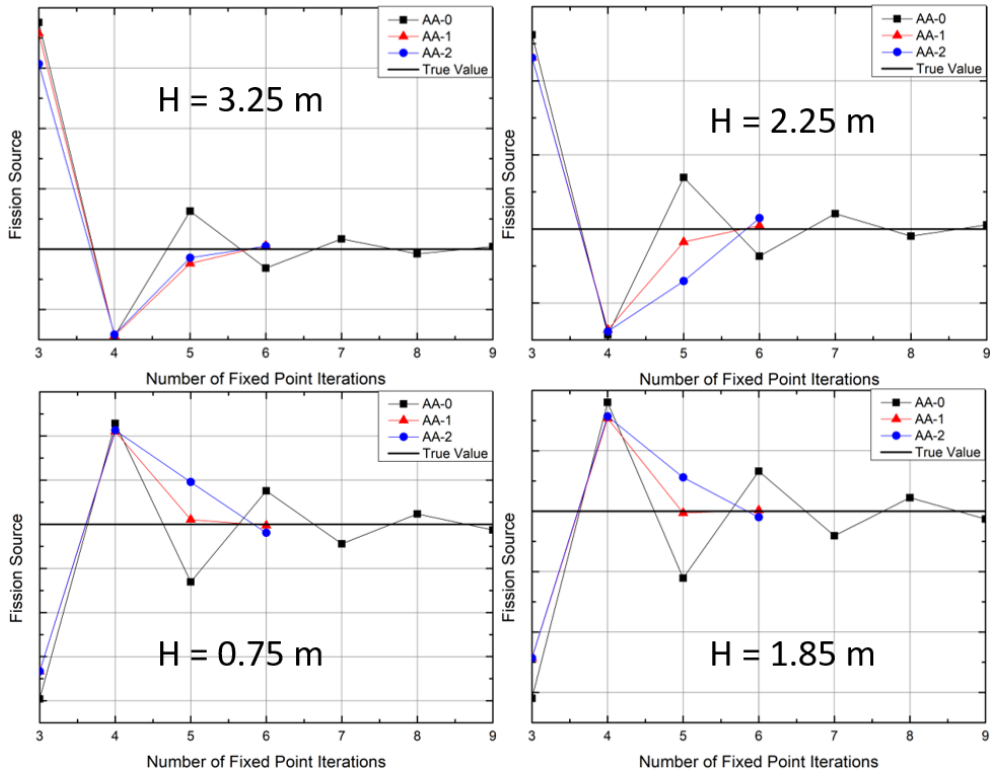 AA-0
AA-1
AA-2
True Value
H = 3.25 m
Fission Source
3 4 5 6 7 8 9
Number of Fixed Point Iterations
AA-0
AA-1
AA-2
True Value
H = 2.25 m
Fission Source
3 4 5 6 7 8 9
Number of Fixed Point Iterations
AA-0
AA-1
AA-2
True Value
Fission Source
H = 0.75 m
3 4 5 6 7 8 9
Number of Fixed Point Iterations
AA-0
AA-1
AA-2
True Value
Fission Source
H = 1.85 m
3 4 5 6 7 8 9
Number of Fixed Point Iterations